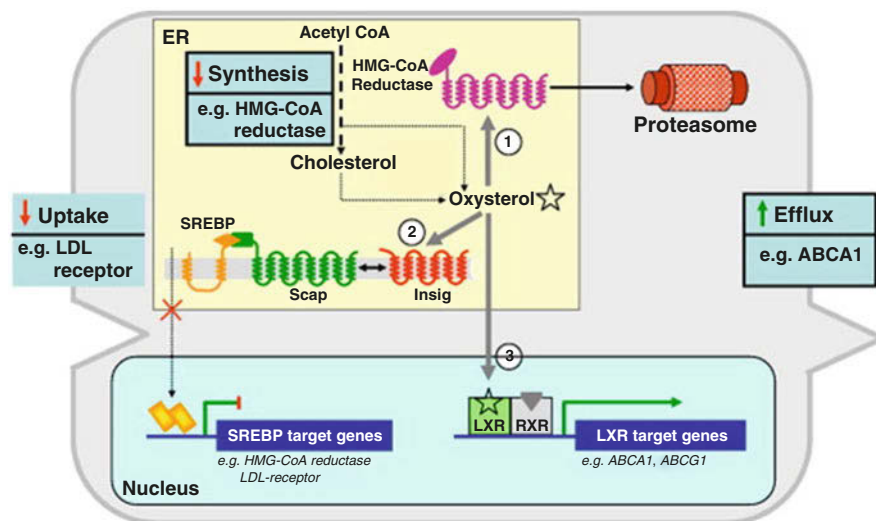 ER
Acetyl CoA
Synthesis
e.g. HMG-CoA
reductase
HMG-CoA
Reductase
Proteasome
1
Cholesterol
Oxysterol
Uptake
e.g. LDL
receptor
SREBP
2
Scap
Insig
Efflux
e.g. ABCA1
3
LXR
RXR
SREBP target genes
e.g. HMG-CoA reductase
LDL-receptor
LXR target genes
e.g. ABCA1, ABCG1
Nucleus